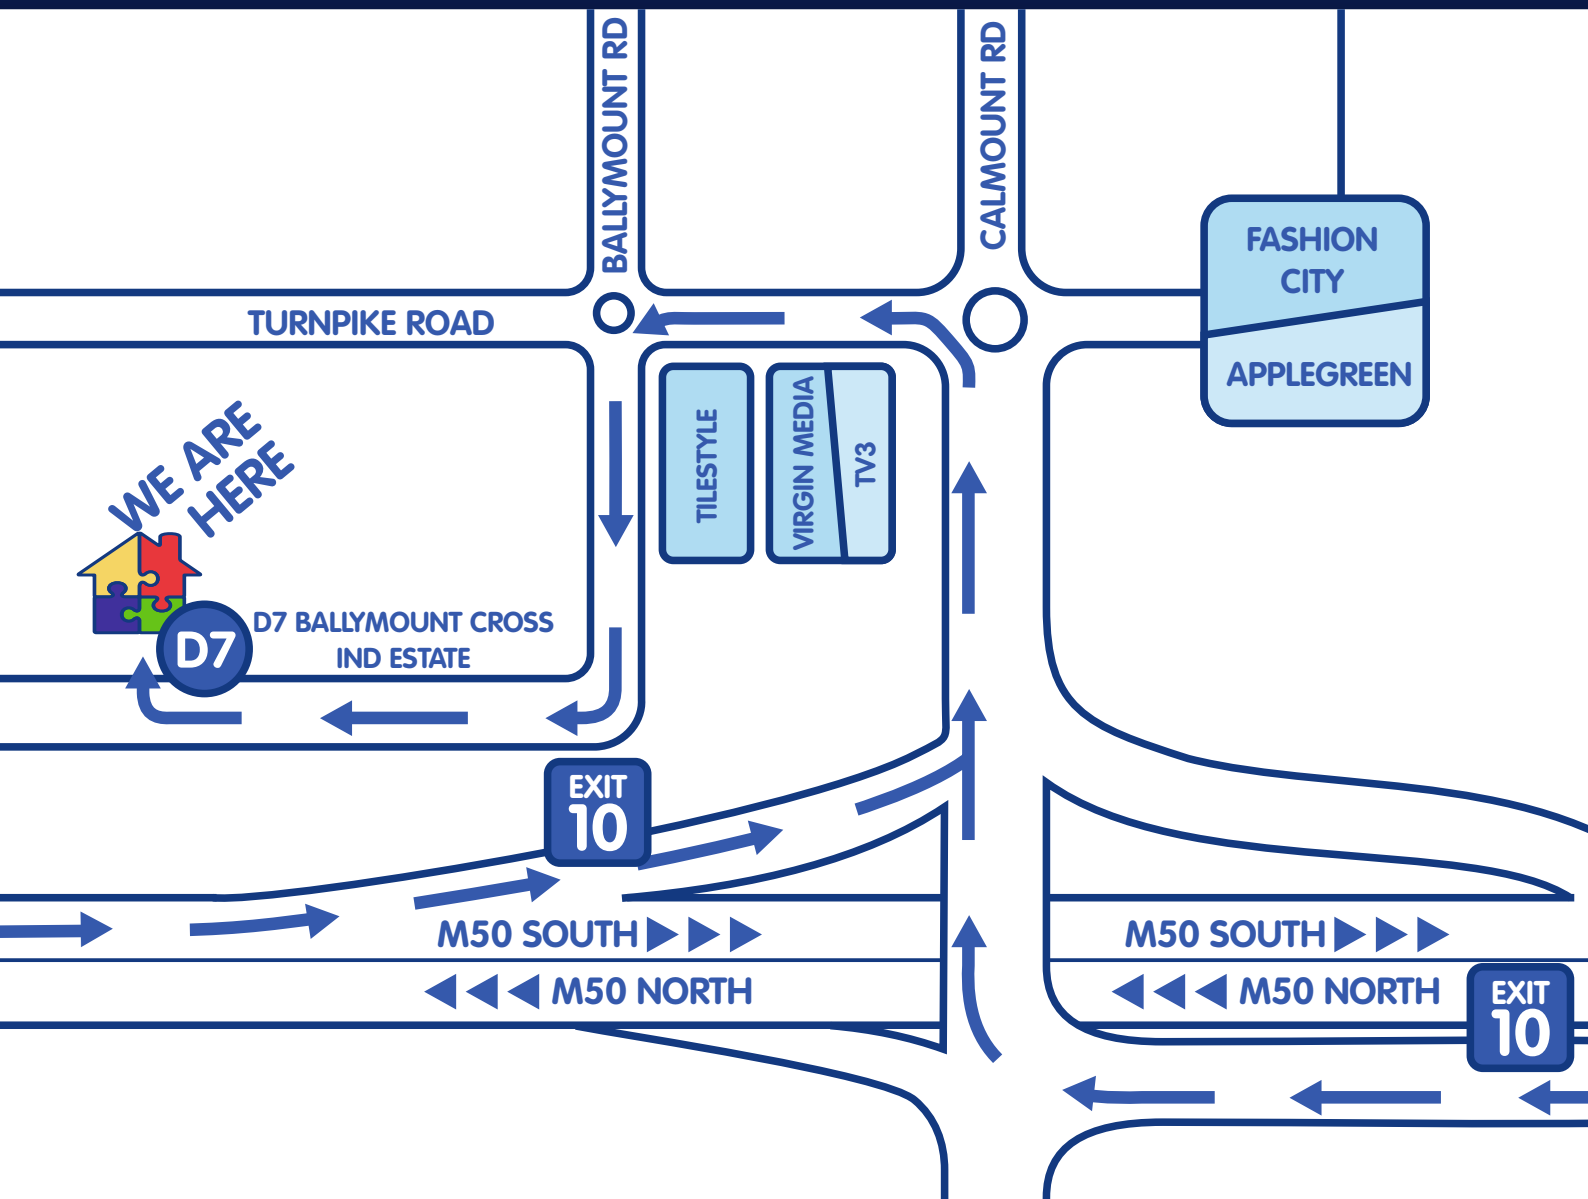 BALLYMOUNT RD
CALMOUNT RD
FASHION
CITY
TURNPIKE ROAD
APPLEGREEN
TILESTYLE
VIRGIN MEDIA
TV3
WE ARE
HERE
D7
D7 BALLYMOUNT CROSS
IND ESTATE
EXIT
10
M50 SOUTH
M50 SOUTH
M50 NORTH
M50 NORTH
EXIT
10